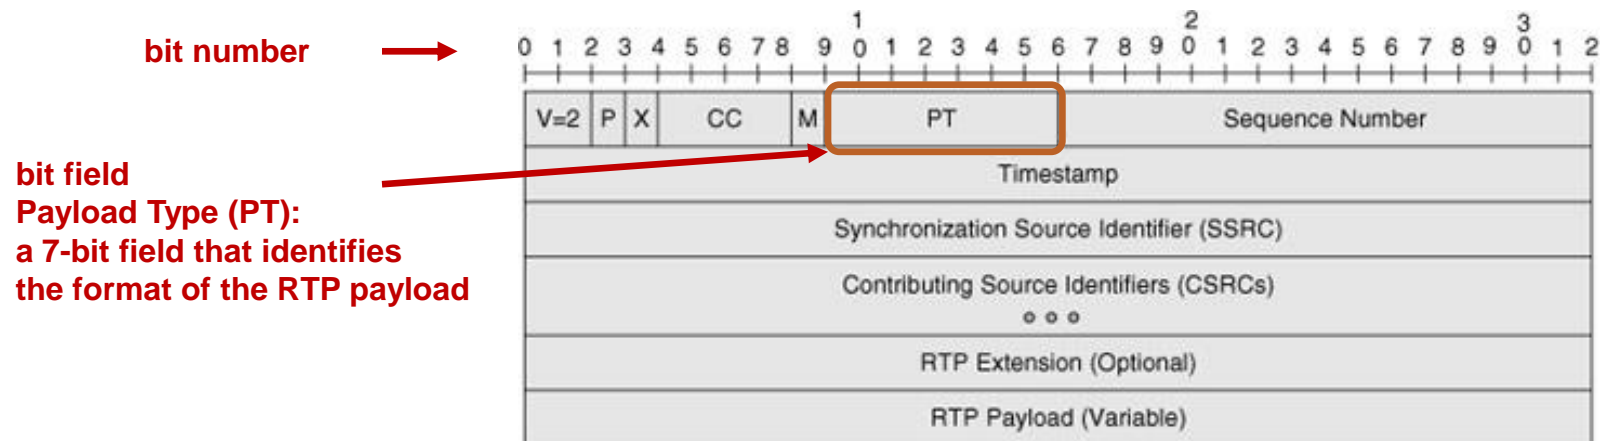 1 2 3
bit number 0 1 2 3 4 5 6 7 8 9 0 1 2 3 4 5 6 7 8 9 0 1 2 3 4 5 6 7 8 9 0 1 2
V=2 P X CC M PT Sequence Number
Timestamp
bit field
Payload Type (PT):
a 7-bit field that identifies
the format of the RTP payload
Synchronization Source Identifier (SSRC)
Contributing Source Identifiers (CSRCs)
RTP Extension (Optional)
RTP Payload (Variable)